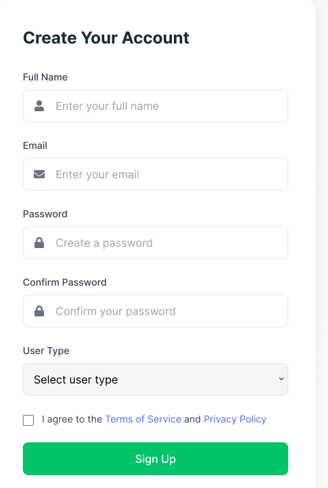 Create Your Account
Full Name
Enter your full name
Email
Enter your email
Password
Create a password
Confirm Password
Confirm your password
User Type
Select user type
I agree to the Terms of Service and Privacy Policy
Sign Up